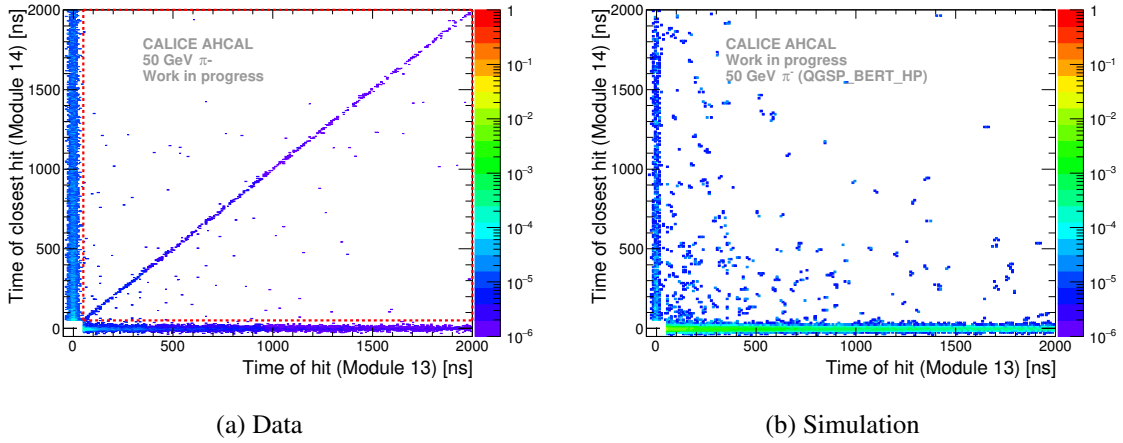 Time of closest hit (Module 14) [ns]
2000
1500
1000
500
0
CALICE AHCAL
50 GeV π-
Work in progress
0 500 1000 1500 2000
Time of hit (Module 13) [ns]
1
10⁻¹
10⁻²
10⁻³
10⁻⁴
10⁻⁵
10⁻⁶
(a) Data
Time of closest hit (Module 14) [ns]
2000
1500
1000
500
0
CALICE AHCAL
Work in progress
50 GeV π⁻ (QGSP_BERT_HP)
0 500 1000 1500 2000
Time of hit (Module 13) [ns]
1
10⁻¹
10⁻²
10⁻³
10⁻⁴
10⁻⁵
10⁻⁶
(b) Simulation